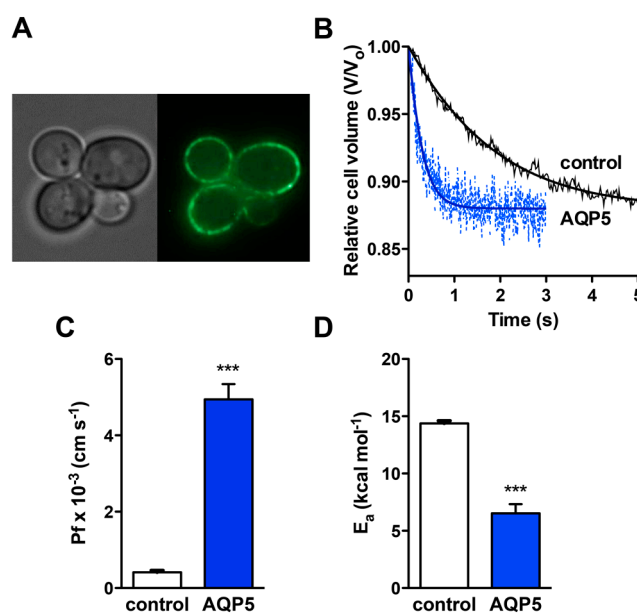 A
B
Relative cell volume (V/Vo)
1.00
0.95
0.90
0.85
control
AQP5
0 1 2 3 4 5
Time (s)
C
Pf x 10-3 (cm s-1)
6
4
2
0
***
control AQP5
D
Ea (kcal mol-1)
20
15
10
5
0
***
control AQP5